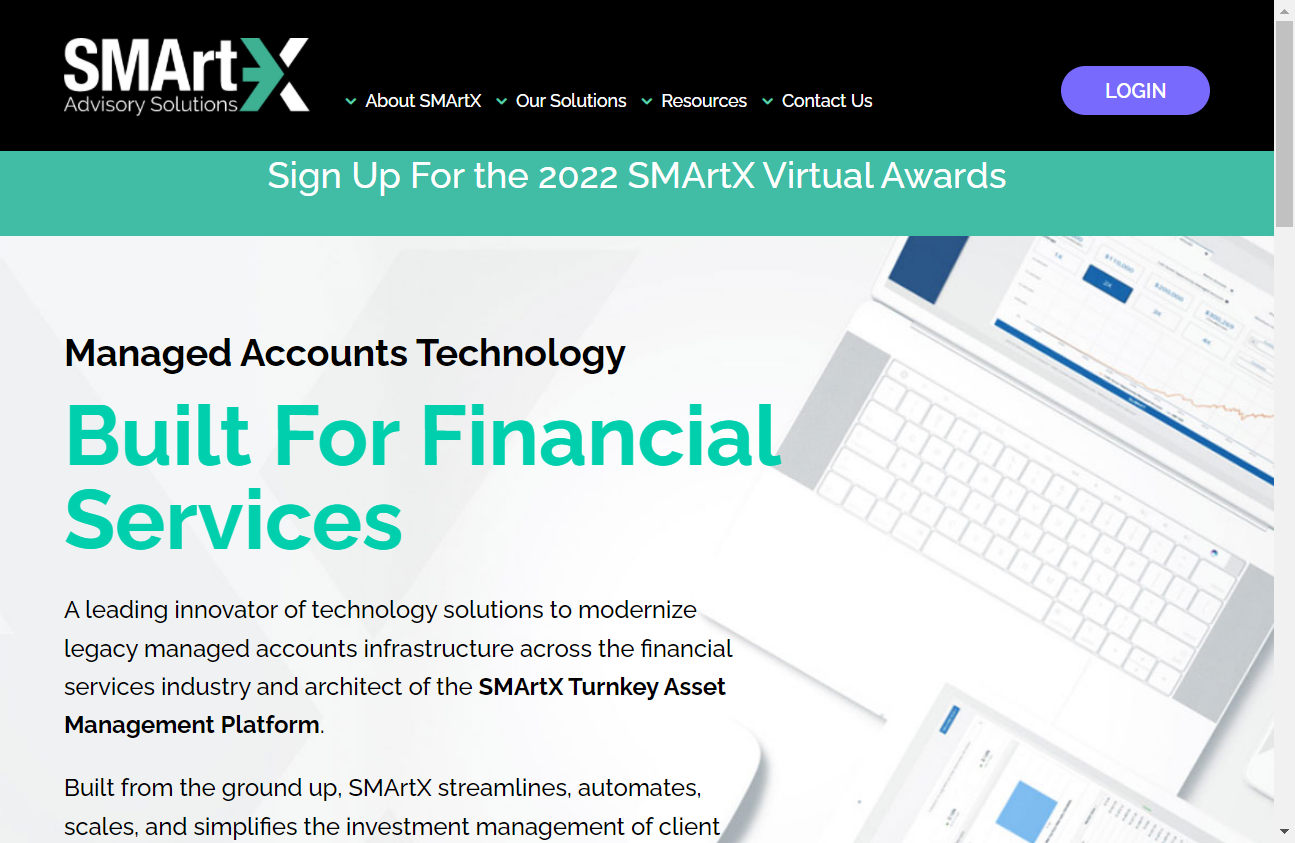 SMArtX
Advisory Solutions
About SMArtX
Our Solutions
Resources
Contact Us
LOGIN
Sign Up For the 2022 SMArtX Virtual Awards
Managed Accounts Technology
Built For Financial
Services
A leading innovator of technology solutions to modernize
legacy managed accounts infrastructure across the financial
services industry and architect of the SMArtX Turnkey Asset
Management Platform.
Built from the ground up, SMArtX streamlines, automates,
scales, and simplifies the investment management of client